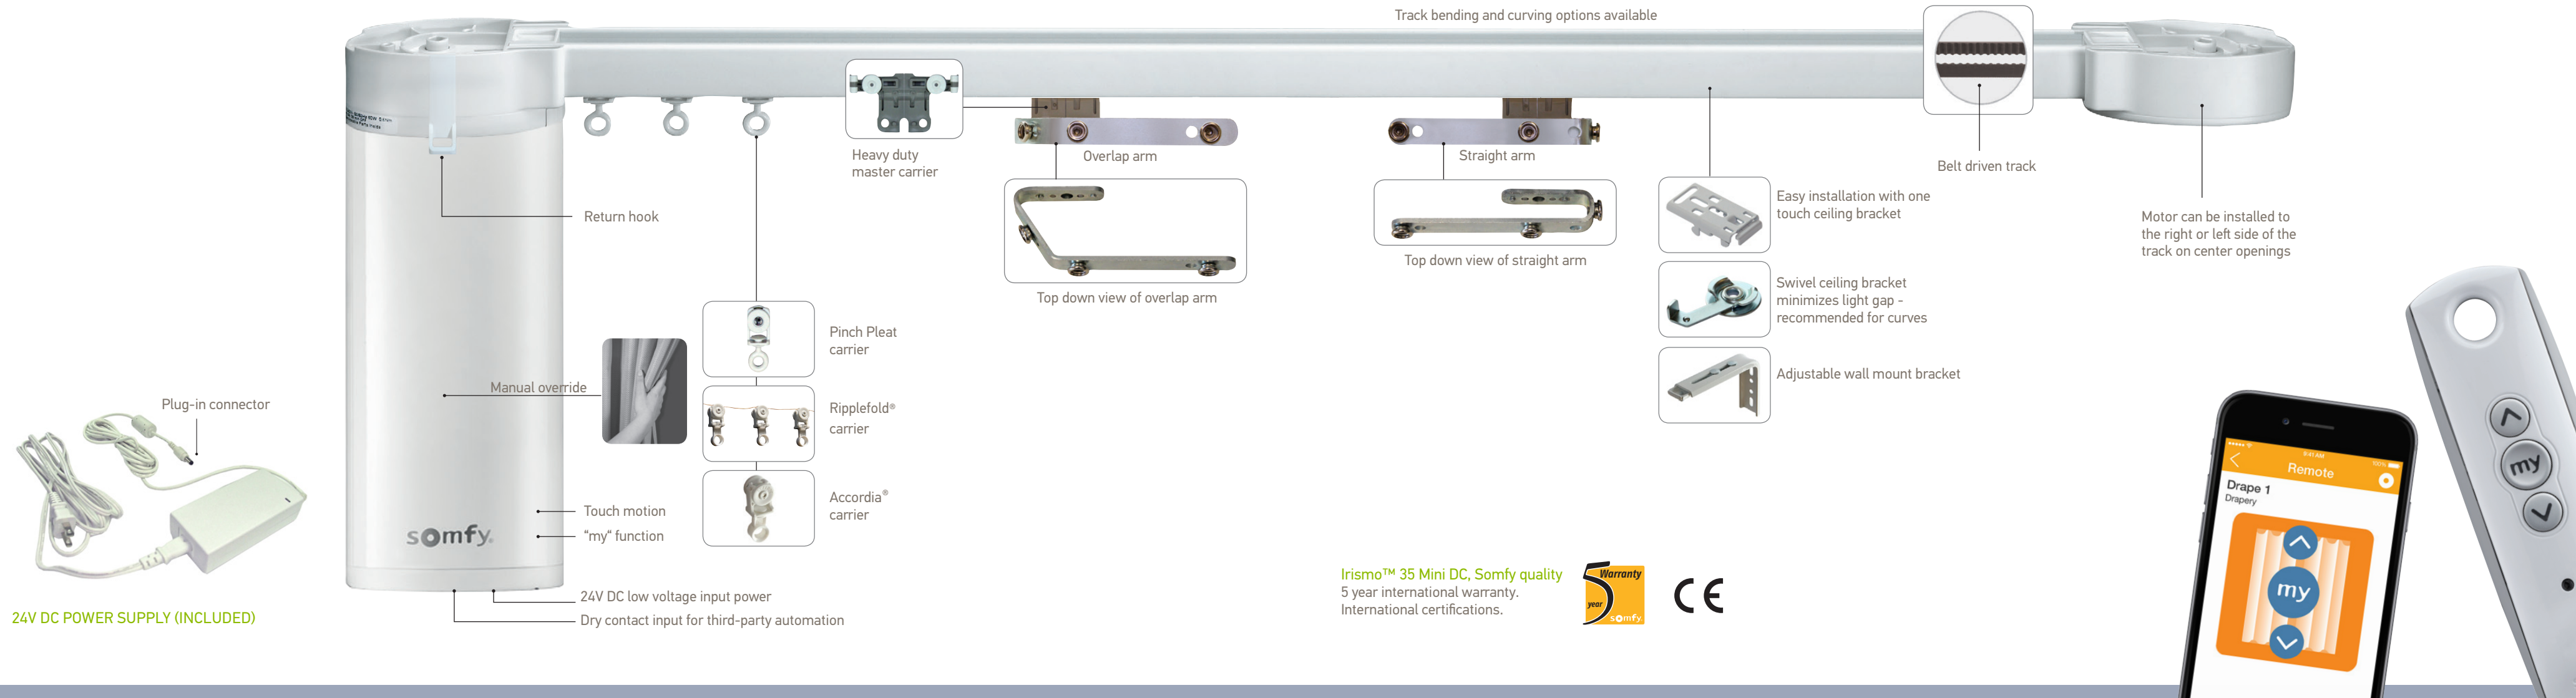 Track bending and curving options available
Heavy duty
master carrier
Overlap arm
Straight arm
Belt driven track
Return hook
Easy installation with one
touch ceiling bracket
Motor can be installed to
the right or left side of the
track on center openings
Top down view of overlap arm
Top down view of straight arm
Swivel ceiling bracket
minimizes light gap -
recommended for curves
Pinch Pleat
carrier
Adjustable wall mount bracket
Manual override
Plug-in connector
Ripplefold®
carrier
Accordia®
carrier
Touch motion
"my" function
somfy.
24V DC low voltage input power
Dry contact input for third-party automation
24V DC POWER SUPPLY (INCLUDED)
Irismo™ 35 Mini DC, Somfy quality
5 year international warranty.
International certifications.
5 Warranty
year
somfy
CE
9:41 AM
100%
Remote
Drape 1
Drapery
my
my